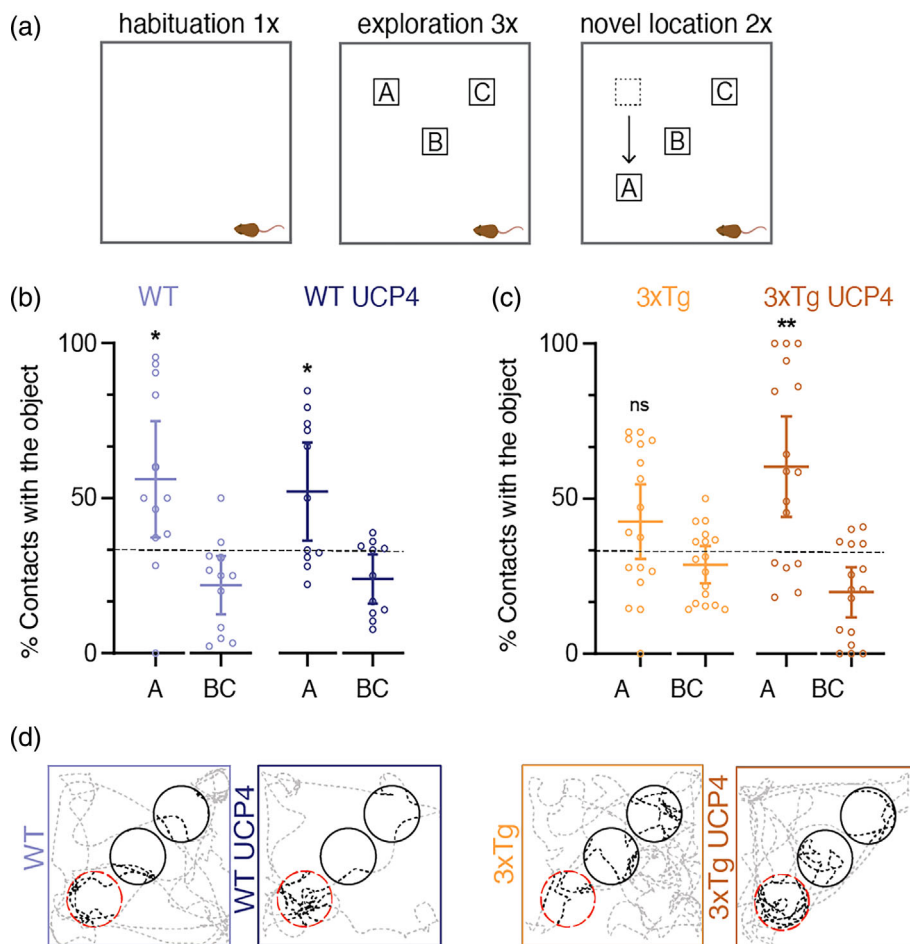 (a)
habituation 1x
exploration 3x
novel location 2x
A
C
B
C
B
A
(b)
WT
WT UCP4
% Contacts with the object
100
50
0
*
*
A
BC
A
BC
(c)
3xTg
3xTg UCP4
% Contacts with the object
100
50
0
ns
**
A
BC
A
BC
(d)
WT
WT UCP4
3xTg
3xTg UCP4